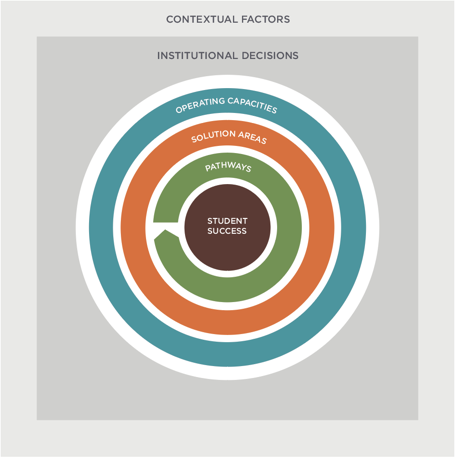 CONTEXTUAL FACTORS
INSTITUTIONAL DECISIONS
OPERATING CAPACITIES
SOLUTION AREAS
PATHWAYS
STUDENT
SUCCESS